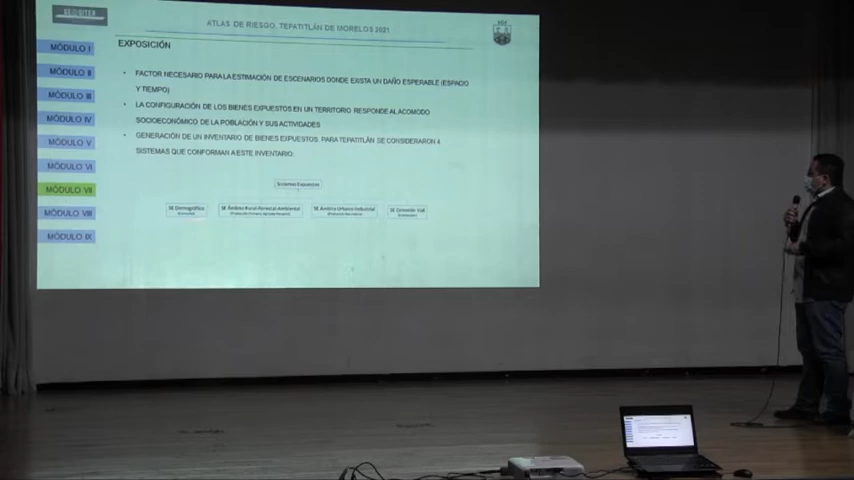 ATLAS DE RIESGO. TEPATITLÁN DE MORELOS 2021
MÓDULO I
MÓDULO II
MÓDULO III
MÓDULO IV
MÓDULO V
MÓDULO VI
MÓDULO VII
MÓDULO VIII
MÓDULO IX
EXPOSICIÓN
• FACTOR NECESARIO PARA LA ESTIMACIÓN DE ESCENARIOS DONDE EXISTA UN DAÑO ESPERABLE (ESPACIO
Y TIEMPO)
• LA CONFIGURACIÓN DE LOS BIENES EXPUESTOS EN UN TERRITORIO RESPONDE AL ACOMODO
SOCIOECONÓMICO DE LA POBLACIÓN Y SUS ACTIVIDADES
• GENERACIÓN DE UN INVENTARIO DE BIENES EXPUESTOS. PARA TEPATITLÁN SE CONSIDERARON 4
SISTEMAS QUE CONFORMAN A ESTE INVENTARIO:
Sistemas Expuestos
SE Demográfico
SE Ámbito Rural-Forestal-Ambiental
SE Ámbito Urbano-Industrial
SE Conexión Vial